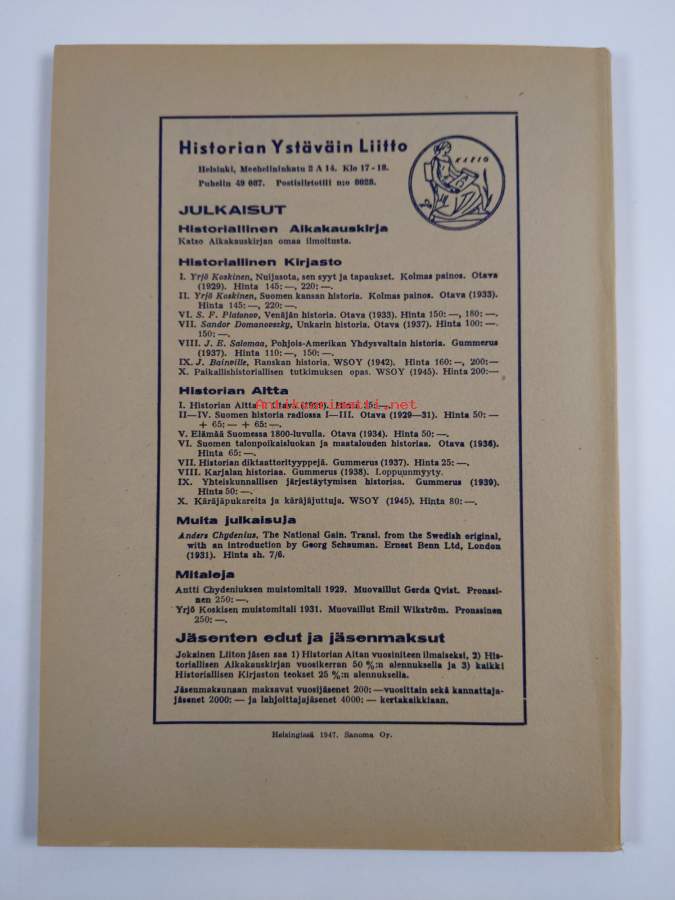 Historian Ystäväin Liitto
Helsinki, Mechelininkatu 2 A 14. Klo 17-18.
Puhelin 49 087. Postisiirtotili n:o 8028.
JULKAISUT
Historiallinen Aikakauskirja
Katso Aikakauskirjan omaa ilmoitusta.
Historiallinen Kirjasto
I. Yrjö Koskinen, Nuijasota, sen syyt ja tapaukset. Kolmas painos. Otava
(1929). Hinta 145:—, 220:—.
II. Yrjö Koskinen, Suomen kansan historia. Kolmas painos. Otava (1933).
Hinta 145:—, 220:—.
VI. S. F. Platonov, Venäjän historia. Otava (1933). Hinta 150:—, 180:—.
VII. Sandor Domanovszky, Unkarin historia. Otava (1937). Hinta 100:—.
150:—.
VIII. J. E. Salomaa, Pohjois-Amerikan Yhdysvaltain historia. Gummerus
(1937). Hinta 110:—, 150:—.
IX. J. Bainville, Ranskan historia. WSOY (1942). Hinta 160:—, 200:—
X. Paikallishistoriallisen tutkimuksen opas. WSOY (1945). Hinta 200:—
Historian Aitta
I. Historian Aitta I. Otava (1929). Hinta 25:—.
Antikvariaatti.net
II—IV. Suomen historia radiossa I—III. Otava (1929—31). Hinta 50:—
+ 65:— + 65:—.
V. Elämää Suomessa 1800-luvulla. Otava (1934). Hinta 50:—.
VI. Suomen talonpoikaisluokan ja maatalouden historiaa. Otava (1936).
Hinta 65:—.
VII. Historian diktaattorityyppejä. Gummerus (1937). Hinta 25:—.
VIII. Karjalan historiaa. Gummerus (1938). Loppuunmyyty.
IX. Yhteiskunnallisen järjestäytymisen historiaa. Gummerus (1939).
Hinta 50:—.
X. Käräjäpukareita ja käräjäjuttuja. WSOY (1945). Hinta 80:—.
Muita julkaisuja
Anders Chydenius, The National Gain. Transl. from the Swedish original,
with an introduction by Georg Schauman. Ernest Benn Ltd, London
(1931). Hinta sh. 7/6.
Mitaleja
Antti Chydeniuksen muistomitali 1929. Muovaillut Gerda Qvist. Pronssi-
nen 250:—.
Yrjö Koskisen muistomitali 1931. Muovaillut Emil Wikström. Pronssinen
250:—.
Jäsenten edut ja jäsenmaksut
Jokainen Liiton jäsen saa 1) Historian Aitan vuosiniteen ilmaiseksi, 2) His-
toriallisen Aikakauskirjan vuosikerran 50 %:n alennuksella ja 3) kaikki
Historiallisen Kirjaston teokset 25 %:n alennuksella.
Jäsenmaksunaan maksavat vuosijäsenet 200:—vuosittain sekä kannattaja-
jäsenet 2000:— ja lahjoittajajäsenet 4000:— kertakaikkiaan.
Helsingissä 1947. Sanoma Oy.